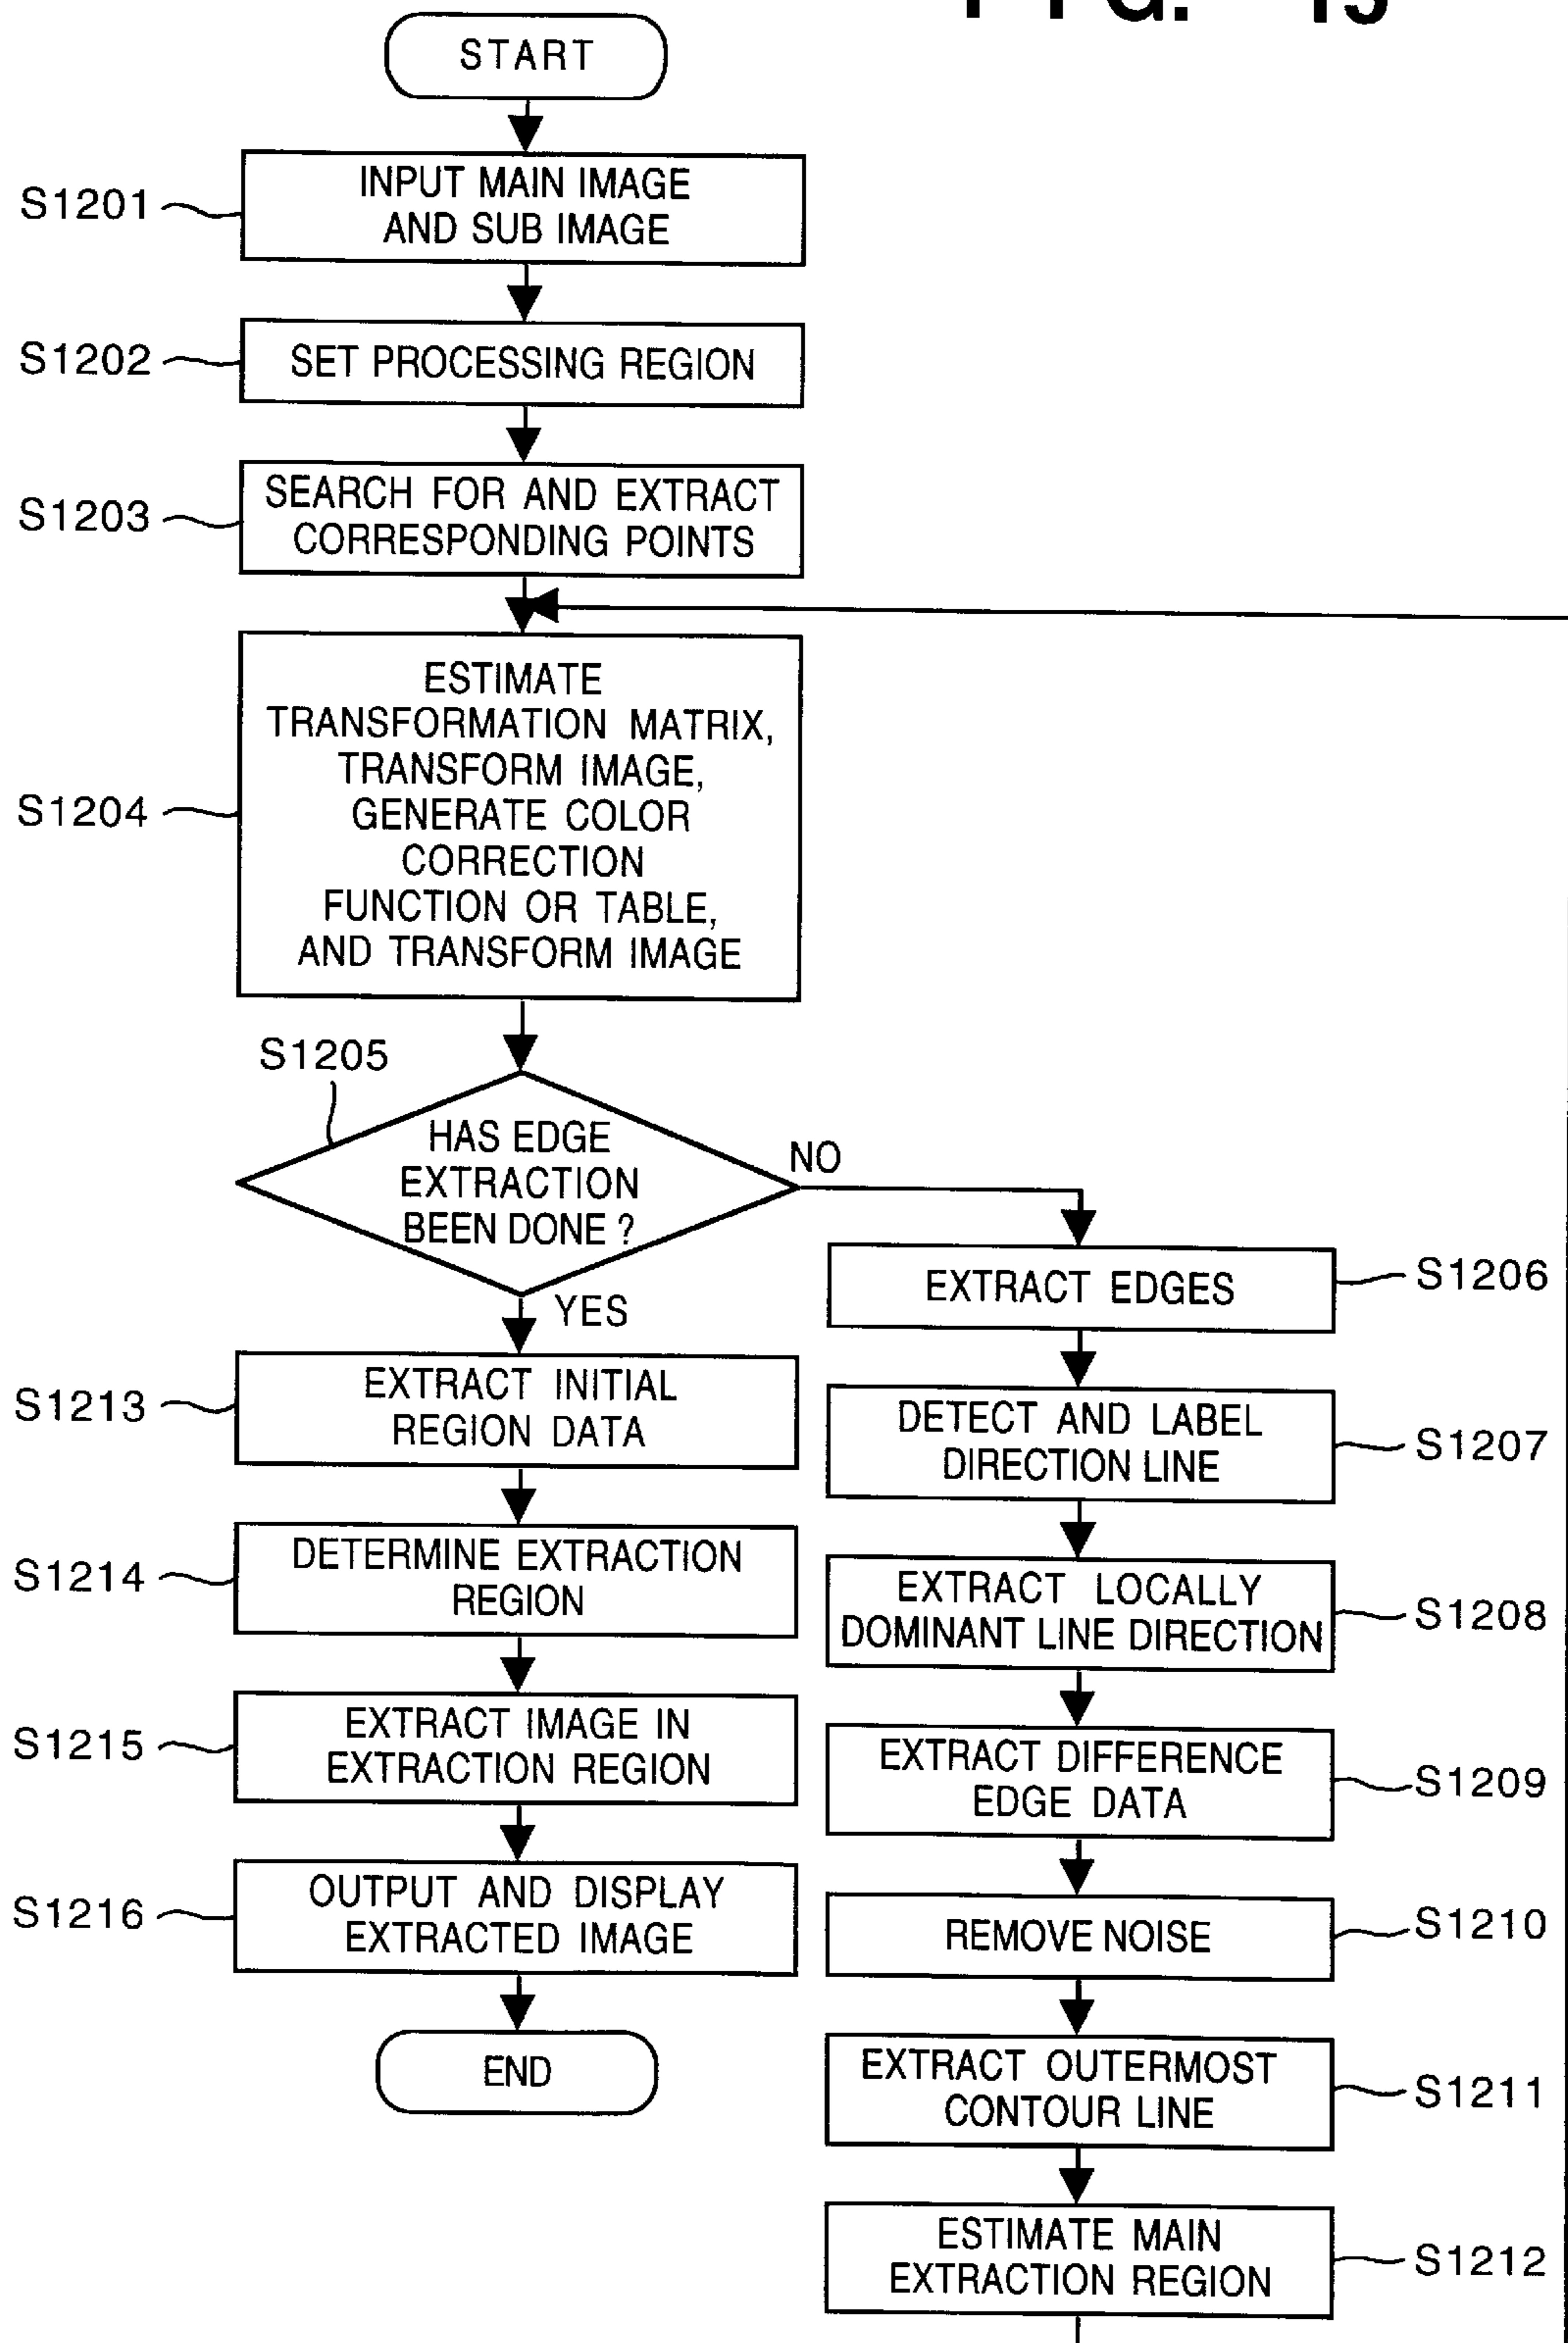 FIG. 13
START
S1201
INPUT MAIN IMAGE
AND SUB IMAGE
S1202
SET PROCESSING REGION
S1203
SEARCH FOR AND EXTRACT
CORRESPONDING POINTS
S1204
ESTIMATE
TRANSFORMATION MATRIX,
TRANSFORM IMAGE,
GENERATE COLOR
CORRECTION
FUNCTION OR TABLE,
AND TRANSFORM IMAGE
S1205
HAS EDGE
EXTRACTION
BEEN DONE ?
NO
YES
S1213
EXTRACT INITIAL
REGION DATA
S1214
DETERMINE EXTRACTION
REGION
S1215
EXTRACT IMAGE IN
EXTRACTION REGION
S1216
OUTPUT AND DISPLAY
EXTRACTED IMAGE
END
EXTRACT EDGES
S1206
DETECT AND LABEL
DIRECTION LINE
S1207
EXTRACT LOCALLY
DOMINANT LINE DIRECTION
S1208
EXTRACT DIFFERENCE
EDGE DATA
S1209
REMOVE NOISE
S1210
EXTRACT OUTERMOST
CONTOUR LINE
S1211
ESTIMATE MAIN
EXTRACTION REGION
S1212